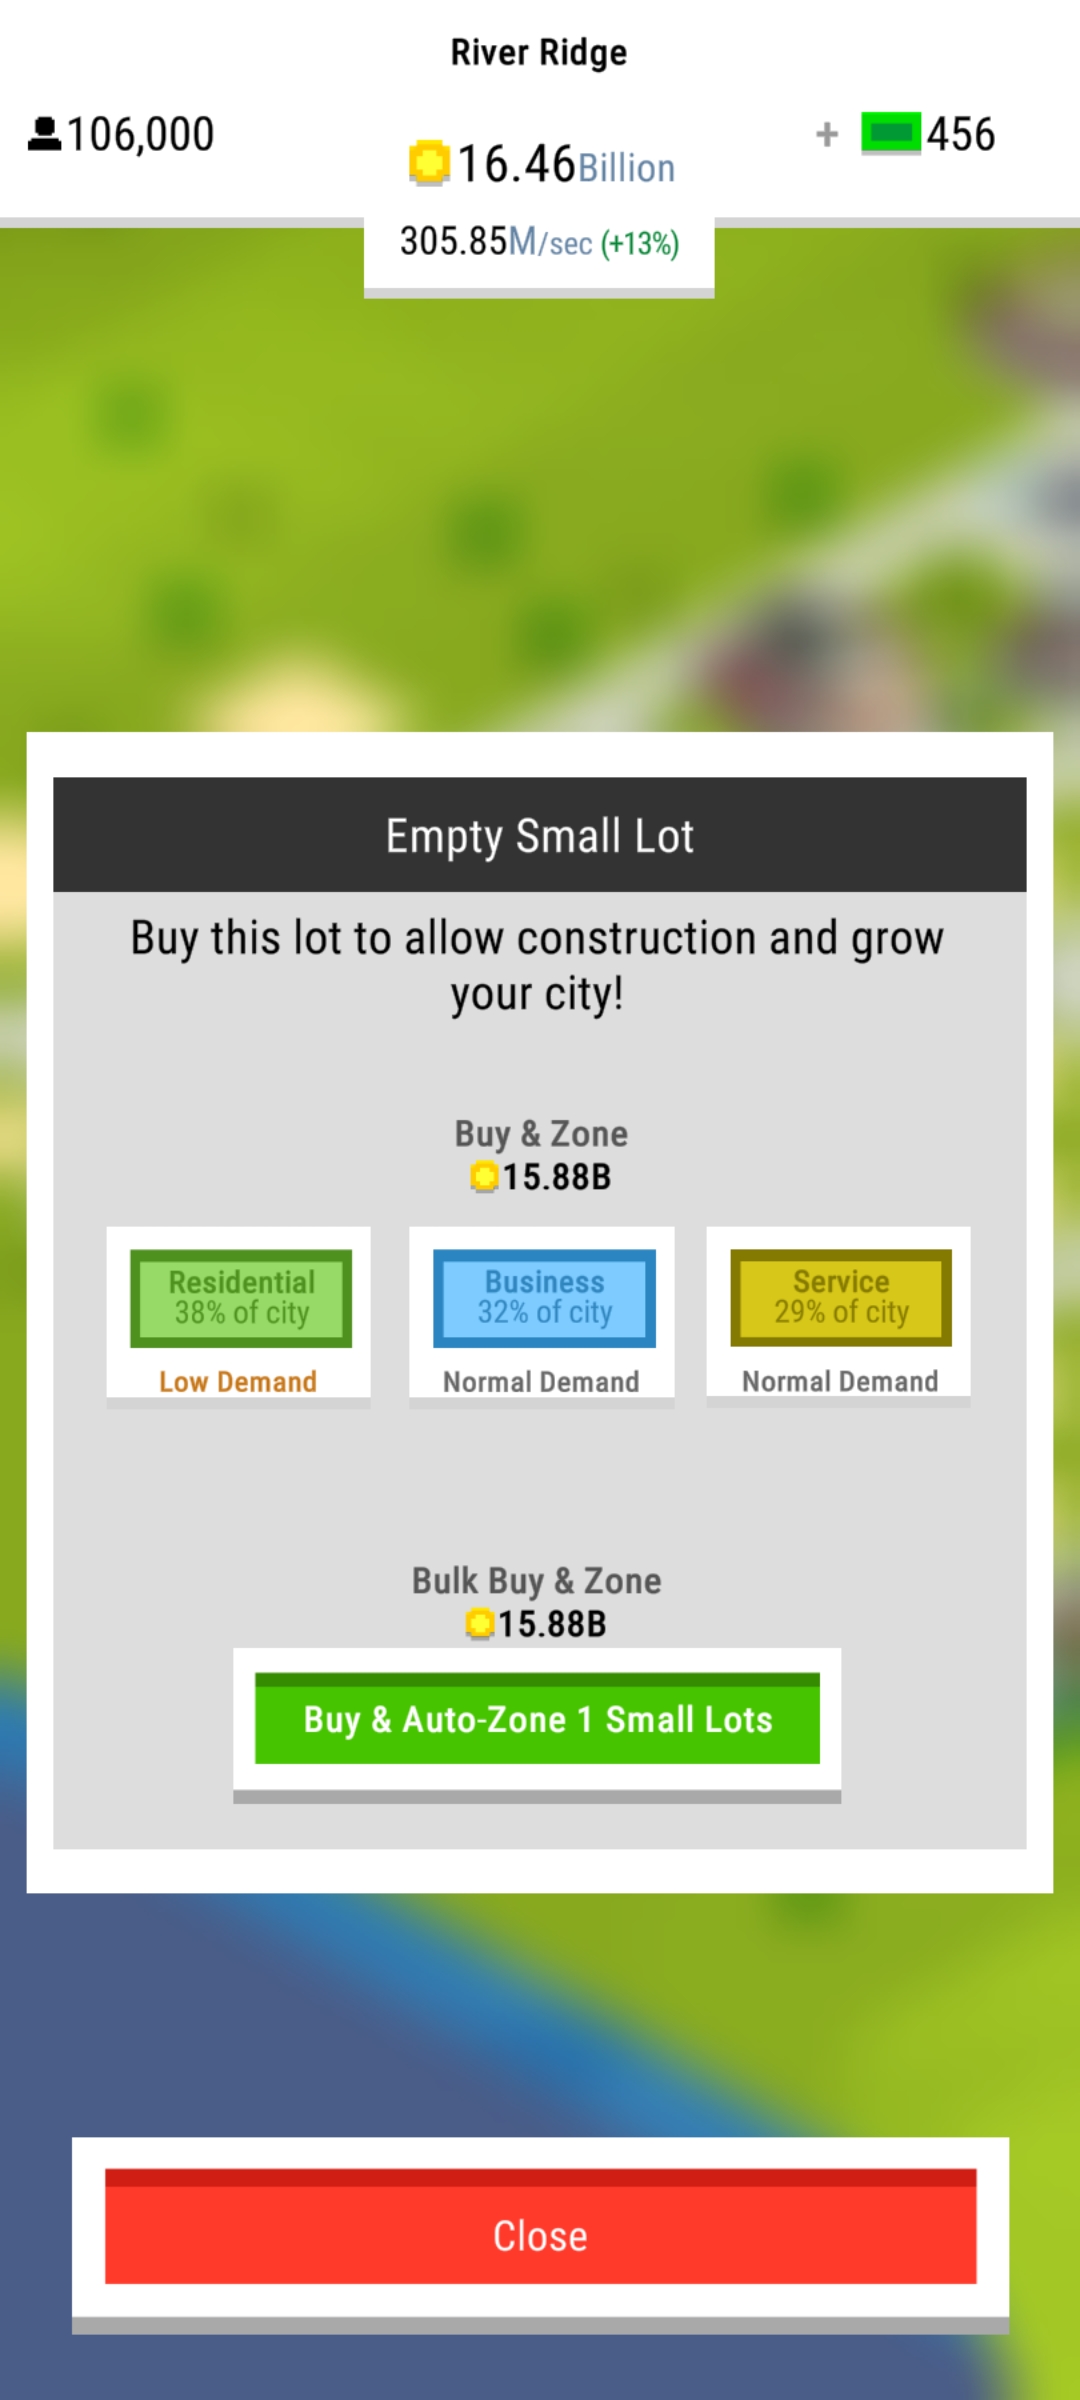 River Ridge
106,000
16.46Billion
+ 456
305.85M/sec (+13%)
Empty Small Lot
Buy this lot to allow construction and grow
your city!
Buy & Zone
15.88B
Residential
38% of city
Low Demand
Business
32% of city
Normal Demand
Service
29% of city
Normal Demand
Bulk Buy & Zone
15.88B
Buy & Auto-Zone 1 Small Lots
Close